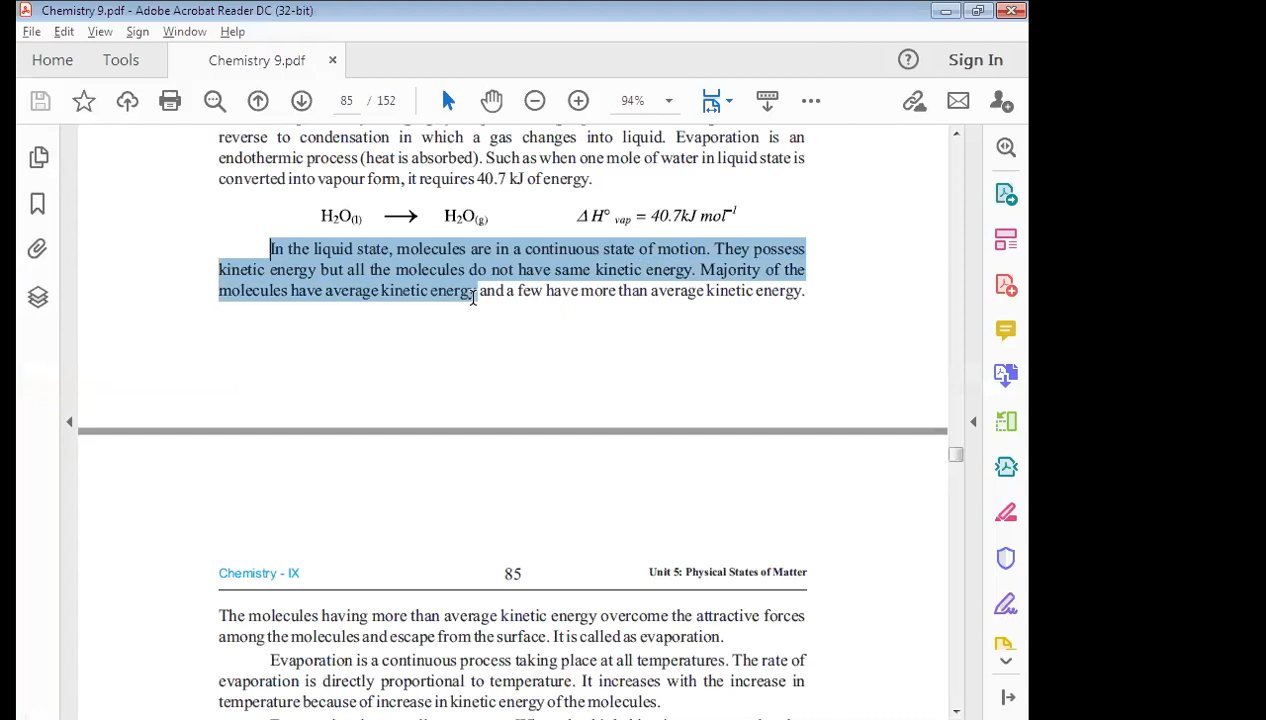 Chemistry 9.pdf - Adobe Acrobat Reader DC (32-bit)
File Edit View Sign Window Help
Home Tools Chemistry 9.pdf × Sign In
85 / 152 94%
reverse to condensation in which a gas changes into liquid. Evaporation is an
endothermic process (heat is absorbed). Such as when one mole of water in liquid state is
converted into vapour form, it requires 40.7 kJ of energy.
H₂O(l) ⟶ H₂O(g) ΔH° vap = 40.7kJ mol⁻¹
In the liquid state, molecules are in a continuous state of motion. They possess
kinetic energy but all the molecules do not have same kinetic energy. Majority of the
molecules have average kinetic energy and a few have more than average kinetic energy.
Chemistry - IX 85 Unit 5: Physical States of Matter
The molecules having more than average kinetic energy overcome the attractive forces
among the molecules and escape from the surface. It is called as evaporation.
Evaporation is a continuous process taking place at all temperatures. The rate of
evaporation is directly proportional to temperature. It increases with the increase in
temperature because of increase in kinetic energy of the molecules.